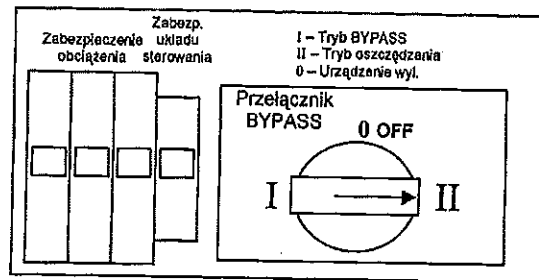 Zabezpieczenie
obciążenia
Zabezp.
układu
sterowania
I – Tryb BYPASS
II – Tryb oszczędzania
0 – Urządzenie wył.
Przełącznik
BYPASS
0 OFF
I
II